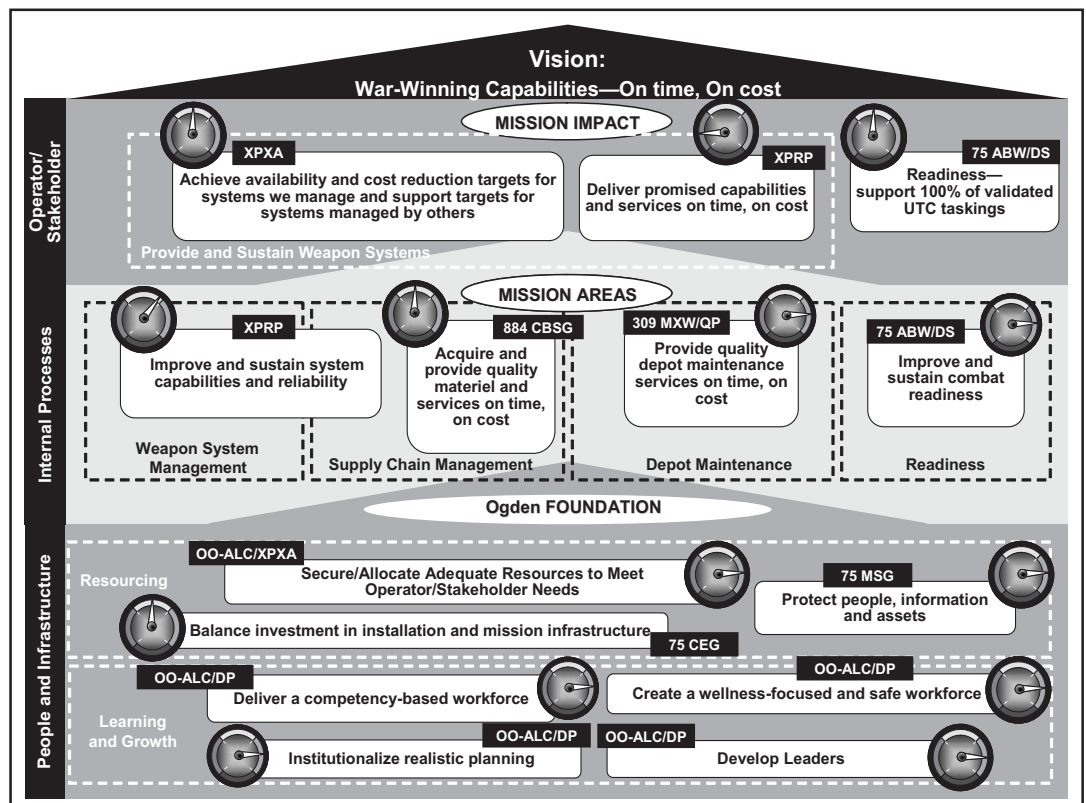 Vision:
War-Winning Capabilities—On time, On cost
Operator/
Stakeholder
MISSION IMPACT
XPXA
Achieve availability and cost reduction targets for
systems we manage and support targets for
systems managed by others
XPRP
Deliver promised capabilities
and services on time, on cost
75 ABW/DS
Readiness—
support 100% of validated
UTC taskings
Provide and Sustain Weapon Systems
Internal Processes
MISSION AREAS
XPRP
Improve and sustain system
capabilities and reliability
884 CBSG
Acquire and
provide quality
materiel and
services on time,
on cost
309 MXW/QP
Provide quality
depot maintenance
services on time, on
cost
75 ABW/DS
Improve and
sustain combat
readiness
Weapon System
Management
Supply Chain Management
Depot Maintenance
Readiness
People and Infrastructure
Ogden FOUNDATION
Resourcing
OO-ALC/XPXA
Secure/Allocate Adequate Resources to Meet
Operator/Stakeholder Needs
75 MSG
Protect people, information
and assets
Balance investment in installation and mission infrastructure
75 CEG
Learning
and Growth
OO-ALC/DP
Deliver a competency-based workforce
OO-ALC/DP
Create a wellness-focused and safe workforce
OO-ALC/DP
Institutionalize realistic planning
OO-ALC/DP
Develop Leaders